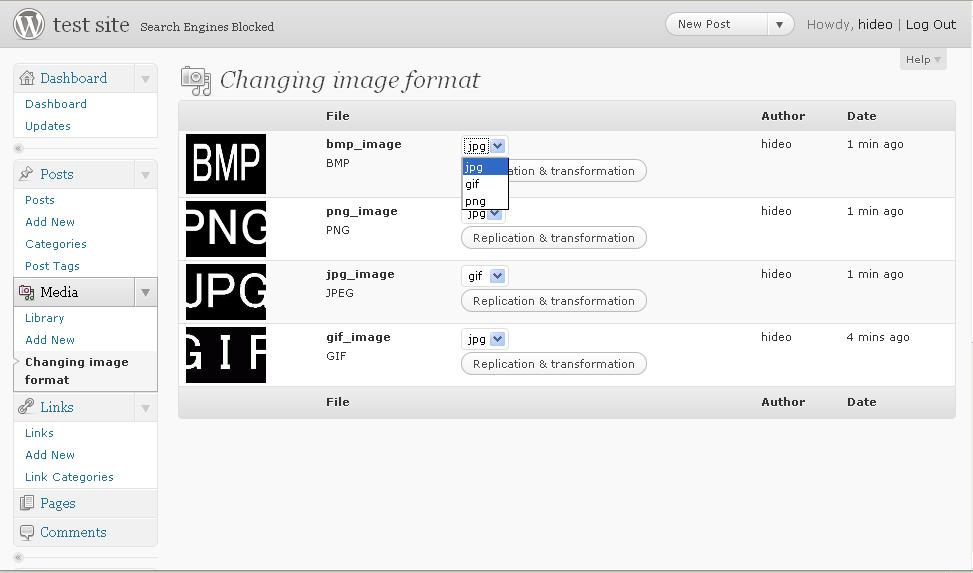 test site Search Engines Blocked New Post Howdy, hideo | Log Out
Help
Dashboard
Dashboard
Updates
Posts
Posts
Add New
Categories
Post Tags
Media
Library
Add New
Changing image
format
Links
Links
Add New
Link Categories
Pages
Comments
Changing image format
File Author Date
BMP bmp_image jpg hideo 1 min ago
BMP
jpg
gif
png
ation & transformation
PNG png_image jpg hideo 1 min ago
PNG Replication & transformation
JPG jpg_image gif hideo 1 min ago
JPEG Replication & transformation
GIF gif_image jpg hideo 4 mins ago
GIF Replication & transformation
File Author Date